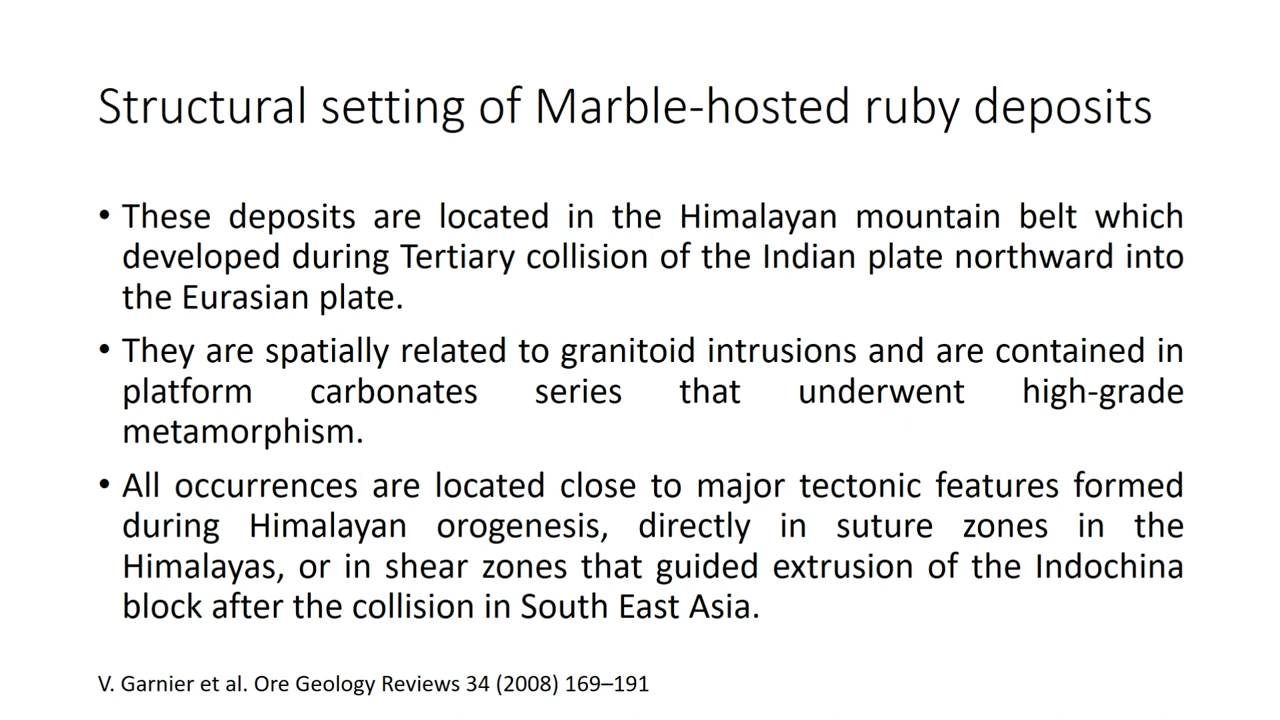 Structural setting of Marble-hosted ruby deposits
• These deposits are located in the Himalayan mountain belt which
developed during Tertiary collision of the Indian plate northward into
the Eurasian plate.
• They are spatially related to granitoid intrusions and are contained in
platform carbonates series that underwent high-grade
metamorphism.
• All occurrences are located close to major tectonic features formed
during Himalayan orogenesis, directly in suture zones in the
Himalayas, or in shear zones that guided extrusion of the Indochina
block after the collision in South East Asia.
V. Garnier et al. Ore Geology Reviews 34 (2008) 169–191